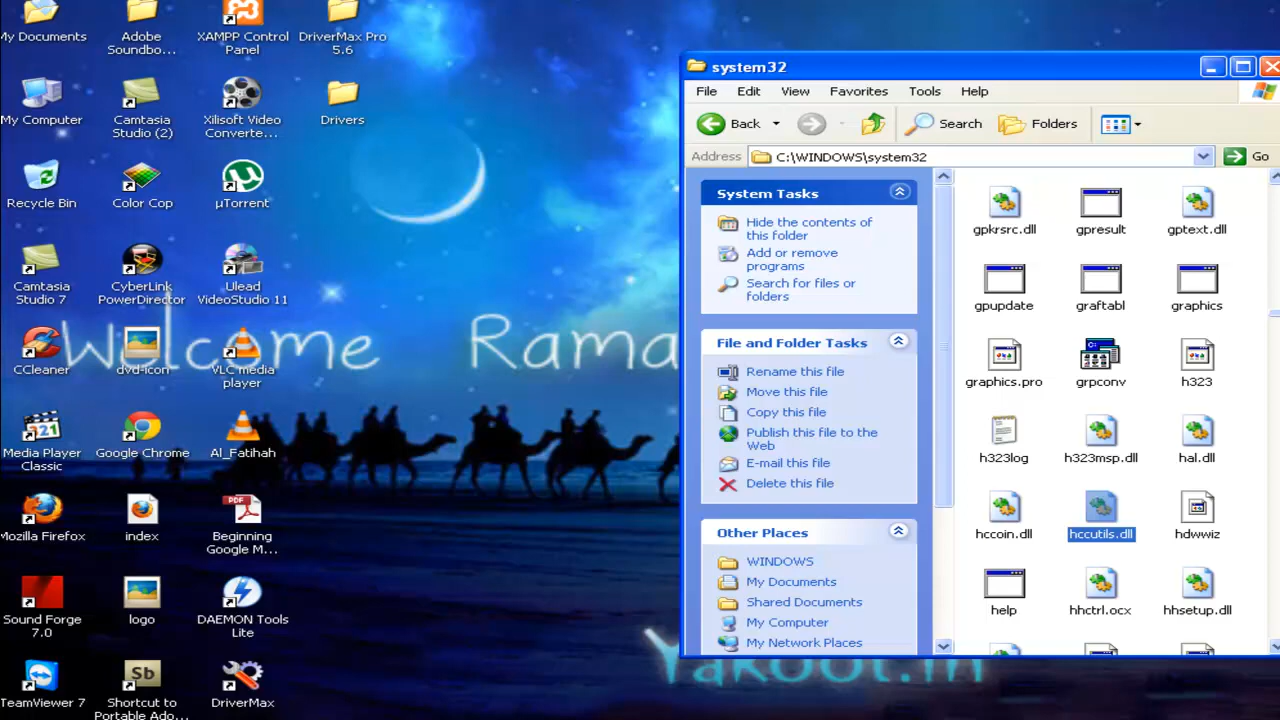 My Documents
Adobe
Soundbo...
XAMPP Control
Panel
DriverMax Pro
5.6
My Computer
Camtasia
Studio (2)
Xilisoft Video
Converte...
Drivers
Recycle Bin
Color Cop
µTorrent
Camtasia
Studio 7
CyberLink
PowerDirector
Ulead
VideoStudio 11
Welcome Rama
CCleaner
dvd-icon
VLC media
player
Media Player
Classic
321
Google Chrome
Al_Fatihah
Mozilla Firefox
index
PDF
Beginning
Google M...
Sound Forge
7.0
logo
DAEMON Tools
Lite
TeamViewer 7
Sb
Shortcut to
Portable Ado...
DriverMax
Yakoot.in
system32
File Edit View Favorites Tools Help
Back Search Folders
Address C:\WINDOWS\system32 Go
System Tasks
Hide the contents of
this folder
Add or remove
programs
Search for files or
folders
File and Folder Tasks
Rename this file
Move this file
Copy this file
Publish this file to the
Web
E-mail this file
Delete this file
Other Places
WINDOWS
My Documents
Shared Documents
My Computer
My Network Places
gpkrsrc.dll gpresult gptext.dll
gpupdate graftabl graphics
graphics.pro grpconv h323
h323log h323msp.dll hal.dll
hccoin.dll hccutils.dll hdwwiz
help hhctrl.ocx hhsetup.dll